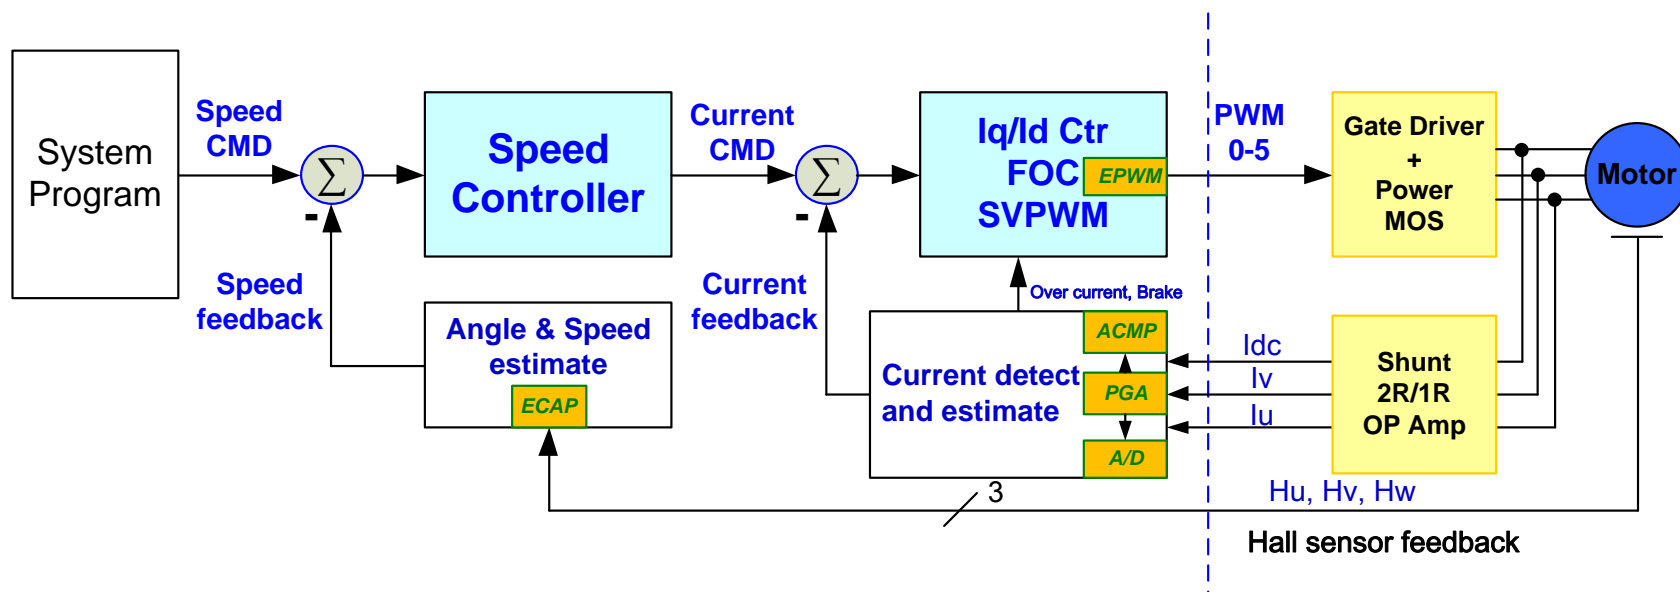 System
Program
Speed
CMD
Σ
-
Speed
feedback
Speed
Controller
Angle & Speed
estimate
ECAP
Current
CMD
Σ
-
Current
feedback
Iq/Id Ctr
FOC
SVPWM
EPWM
Over current, Brake
Current detect
and estimate
ACMP
PGA
A/D
PWM
0-5
Idc
Iv
Iu
Gate Driver
+
Power
MOS
Motor
Shunt
2R/1R
OP Amp
3
Hu, Hv, Hw
Hall sensor feedback